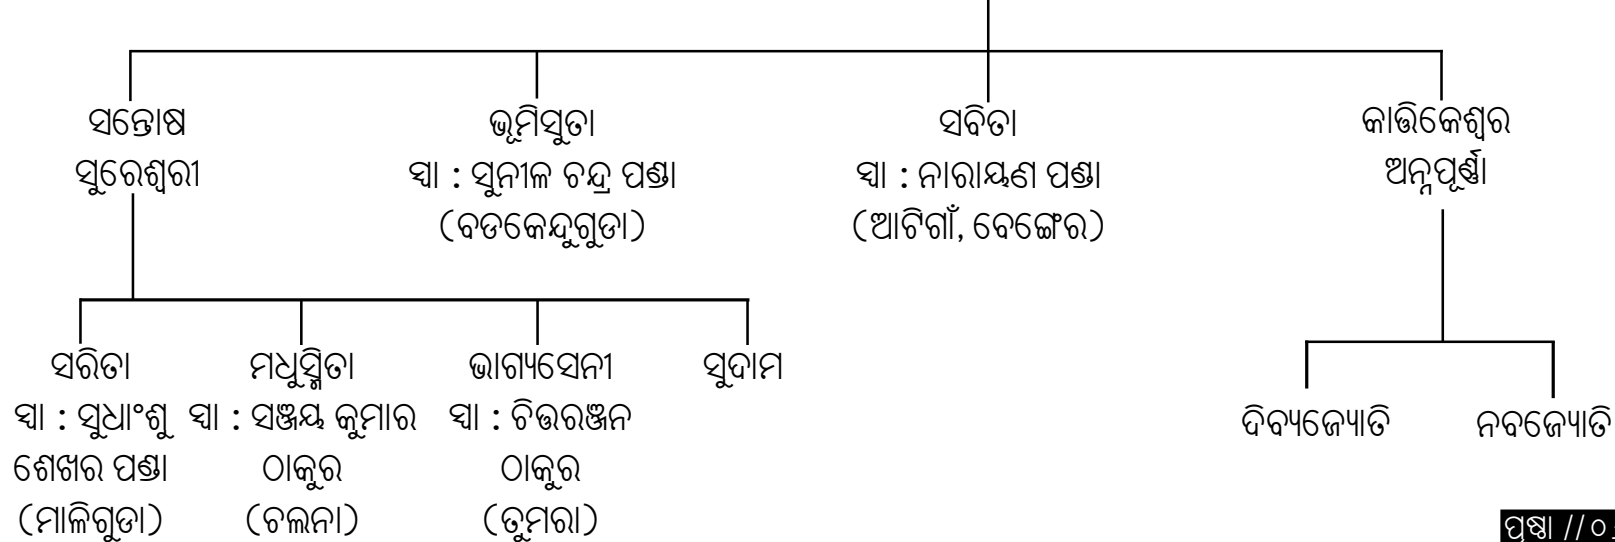 ସନ୍ତୋଷ
ସୁରେଶ୍ୱରୀ
ଭୂମିସୁତା
ସ୍ୱା : ସୁନୀଳ ଚନ୍ଦ୍ର ପଣ୍ଡା
(ବଡକେନ୍ଦୁଗୁଡା)
ସବିତା
ସ୍ୱା : ନାରାୟଣ ପଣ୍ଡା
(ଆଟିଗାଁ, ବେଙ୍ଗେର)
କାର୍ତ୍ତିକେଶ୍ୱର
ଅନ୍ନପୂର୍ଣ୍ଣା
ସରିତା
ସ୍ୱା : ସୁଧାଂଶୁ
ଶେଖର ପଣ୍ଡା
(ମାଳିଗୁଡା)
ମଧୁସ୍ମିତା
ସ୍ୱା : ସଞ୍ଜୟ କୁମାର
ଠାକୁର
(ଚଲନା)
ଭାଗ୍ୟସେନୀ
ସ୍ୱା : ଚିତ୍ତରଞ୍ଜନ
ଠାକୁର
(ତୁମରା)
ସୁଦାମ
ଦିବ୍ୟଜ୍ୟୋତି
ନବଜ୍ୟୋତି
ପୃଷ୍ଠା //୦